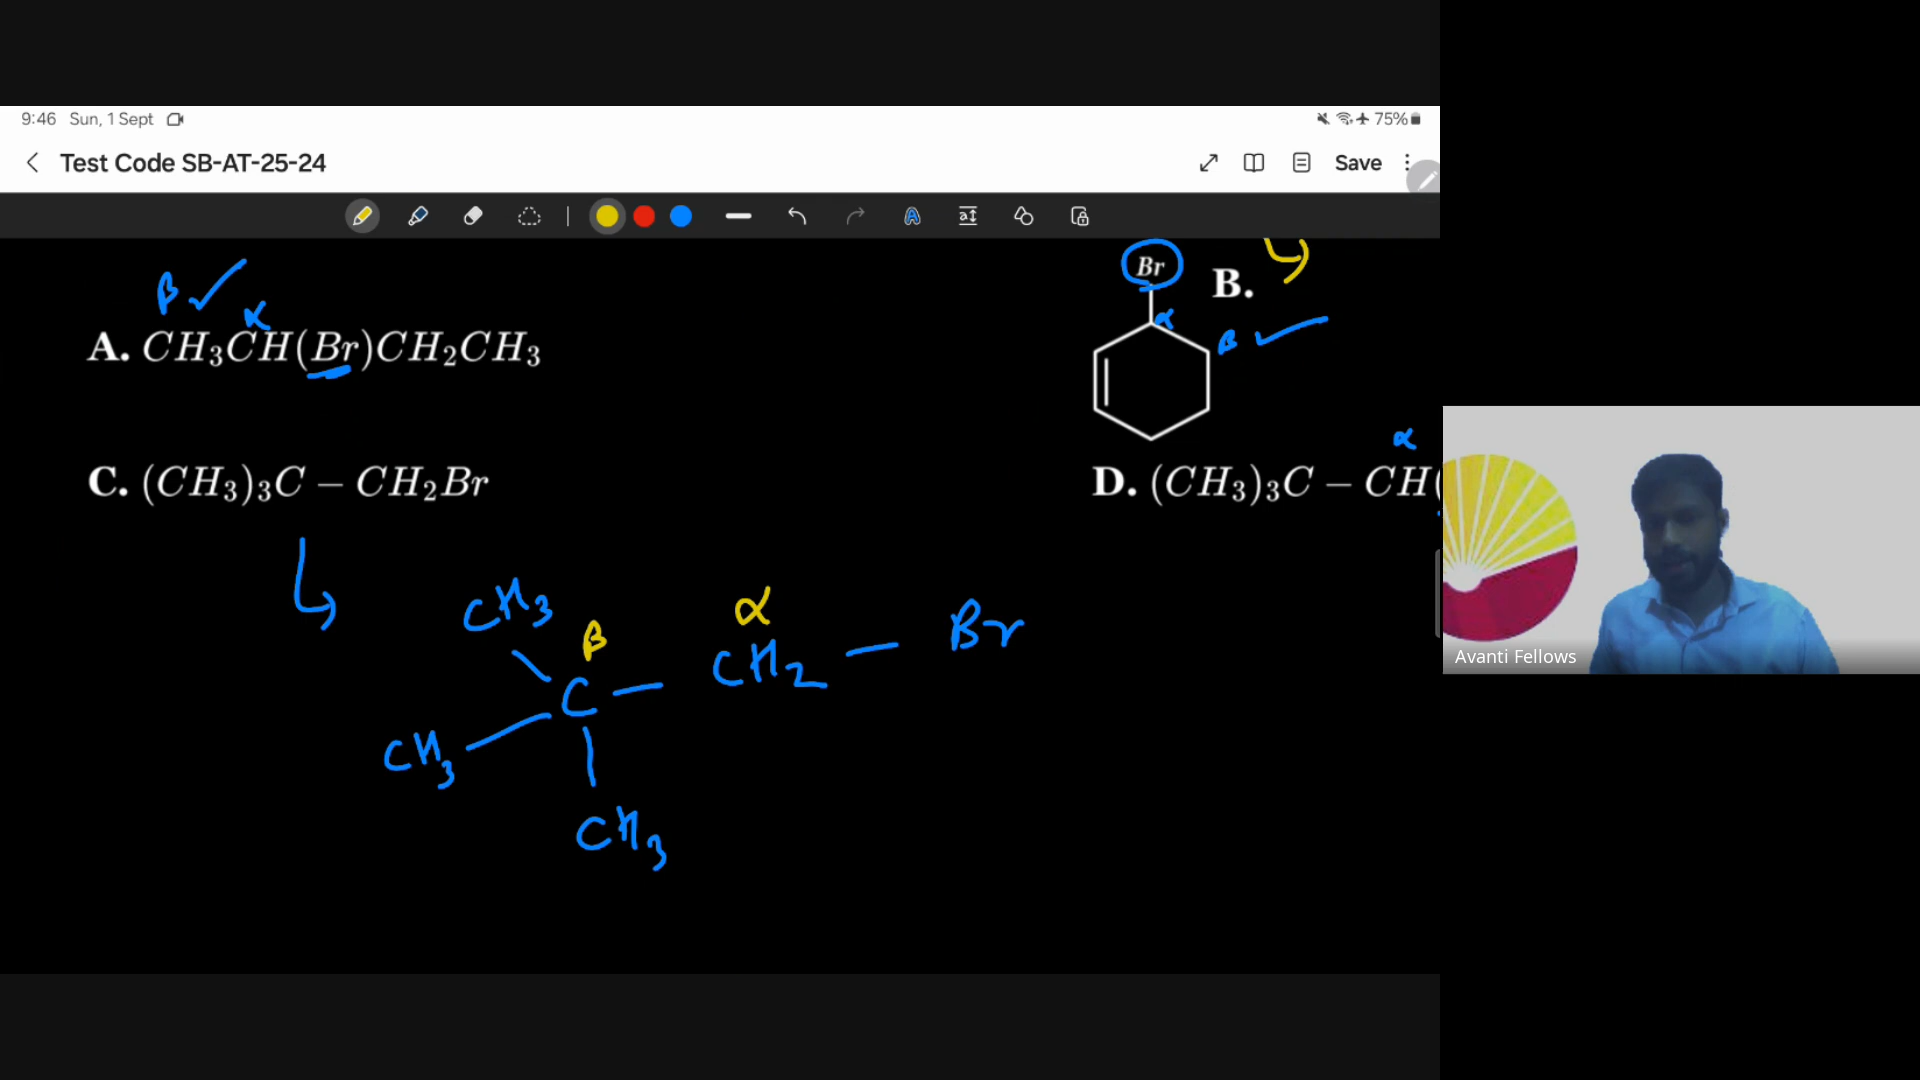 9:46 Sun, 1 Sept 75%
Test Code SB-AT-25-24 Save
Br B.
β ✓ α
α β ✓
A. CH₃CH(Br)CH₂CH₃
α
C. (CH₃)₃C – CH₂Br
D. (CH₃)₃C – CH(
CH₃ β α
C – CH₂ – Br
CH₃
CH₃
Avanti Fellows